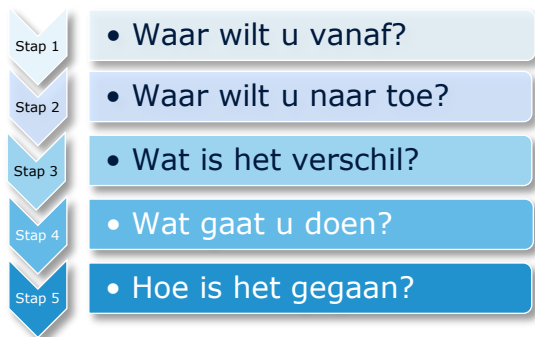 Stap 1
• Waar wilt u vanaf?
Stap 2
• Waar wilt u naar toe?
Stap 3
• Wat is het verschil?
Stap 4
• Wat gaat u doen?
Stap 5
• Hoe is het gegaan?